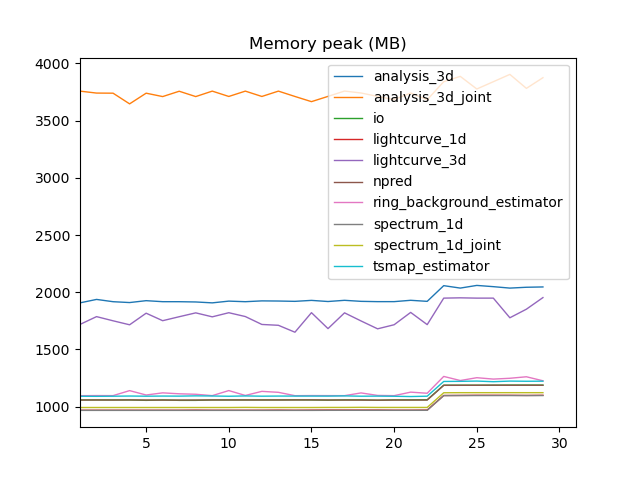 Memory peak (MB)
4000
3500
3000
2500
2000
1500
1000
5
10
15
20
25
30
analysis_3d
analysis_3d_joint
io
lightcurve_1d
lightcurve_3d
npred
ring_background_estimator
spectrum_1d
spectrum_1d_joint
tsmap_estimator